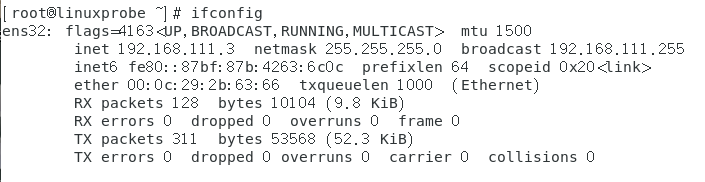 [root@linuxprobe ~]# ifconfig
ens32: flags=4163<UP,BROADCAST,RUNNING,MULTICAST>  mtu 1500
        inet 192.168.111.3  netmask 255.255.255.0  broadcast 192.168.111.255
        inet6 fe80::87bf:87b:4263:6c0c  prefixlen 64  scopeid 0x20<link>
        ether 00:0c:29:2b:63:66  txqueuelen 1000  (Ethernet)
        RX packets 128  bytes 10104 (9.8 KiB)
        RX errors 0  dropped 0  overruns 0  frame 0
        TX packets 311  bytes 53568 (52.3 KiB)
        TX errors 0  dropped 0 overruns 0  carrier 0  collisions 0